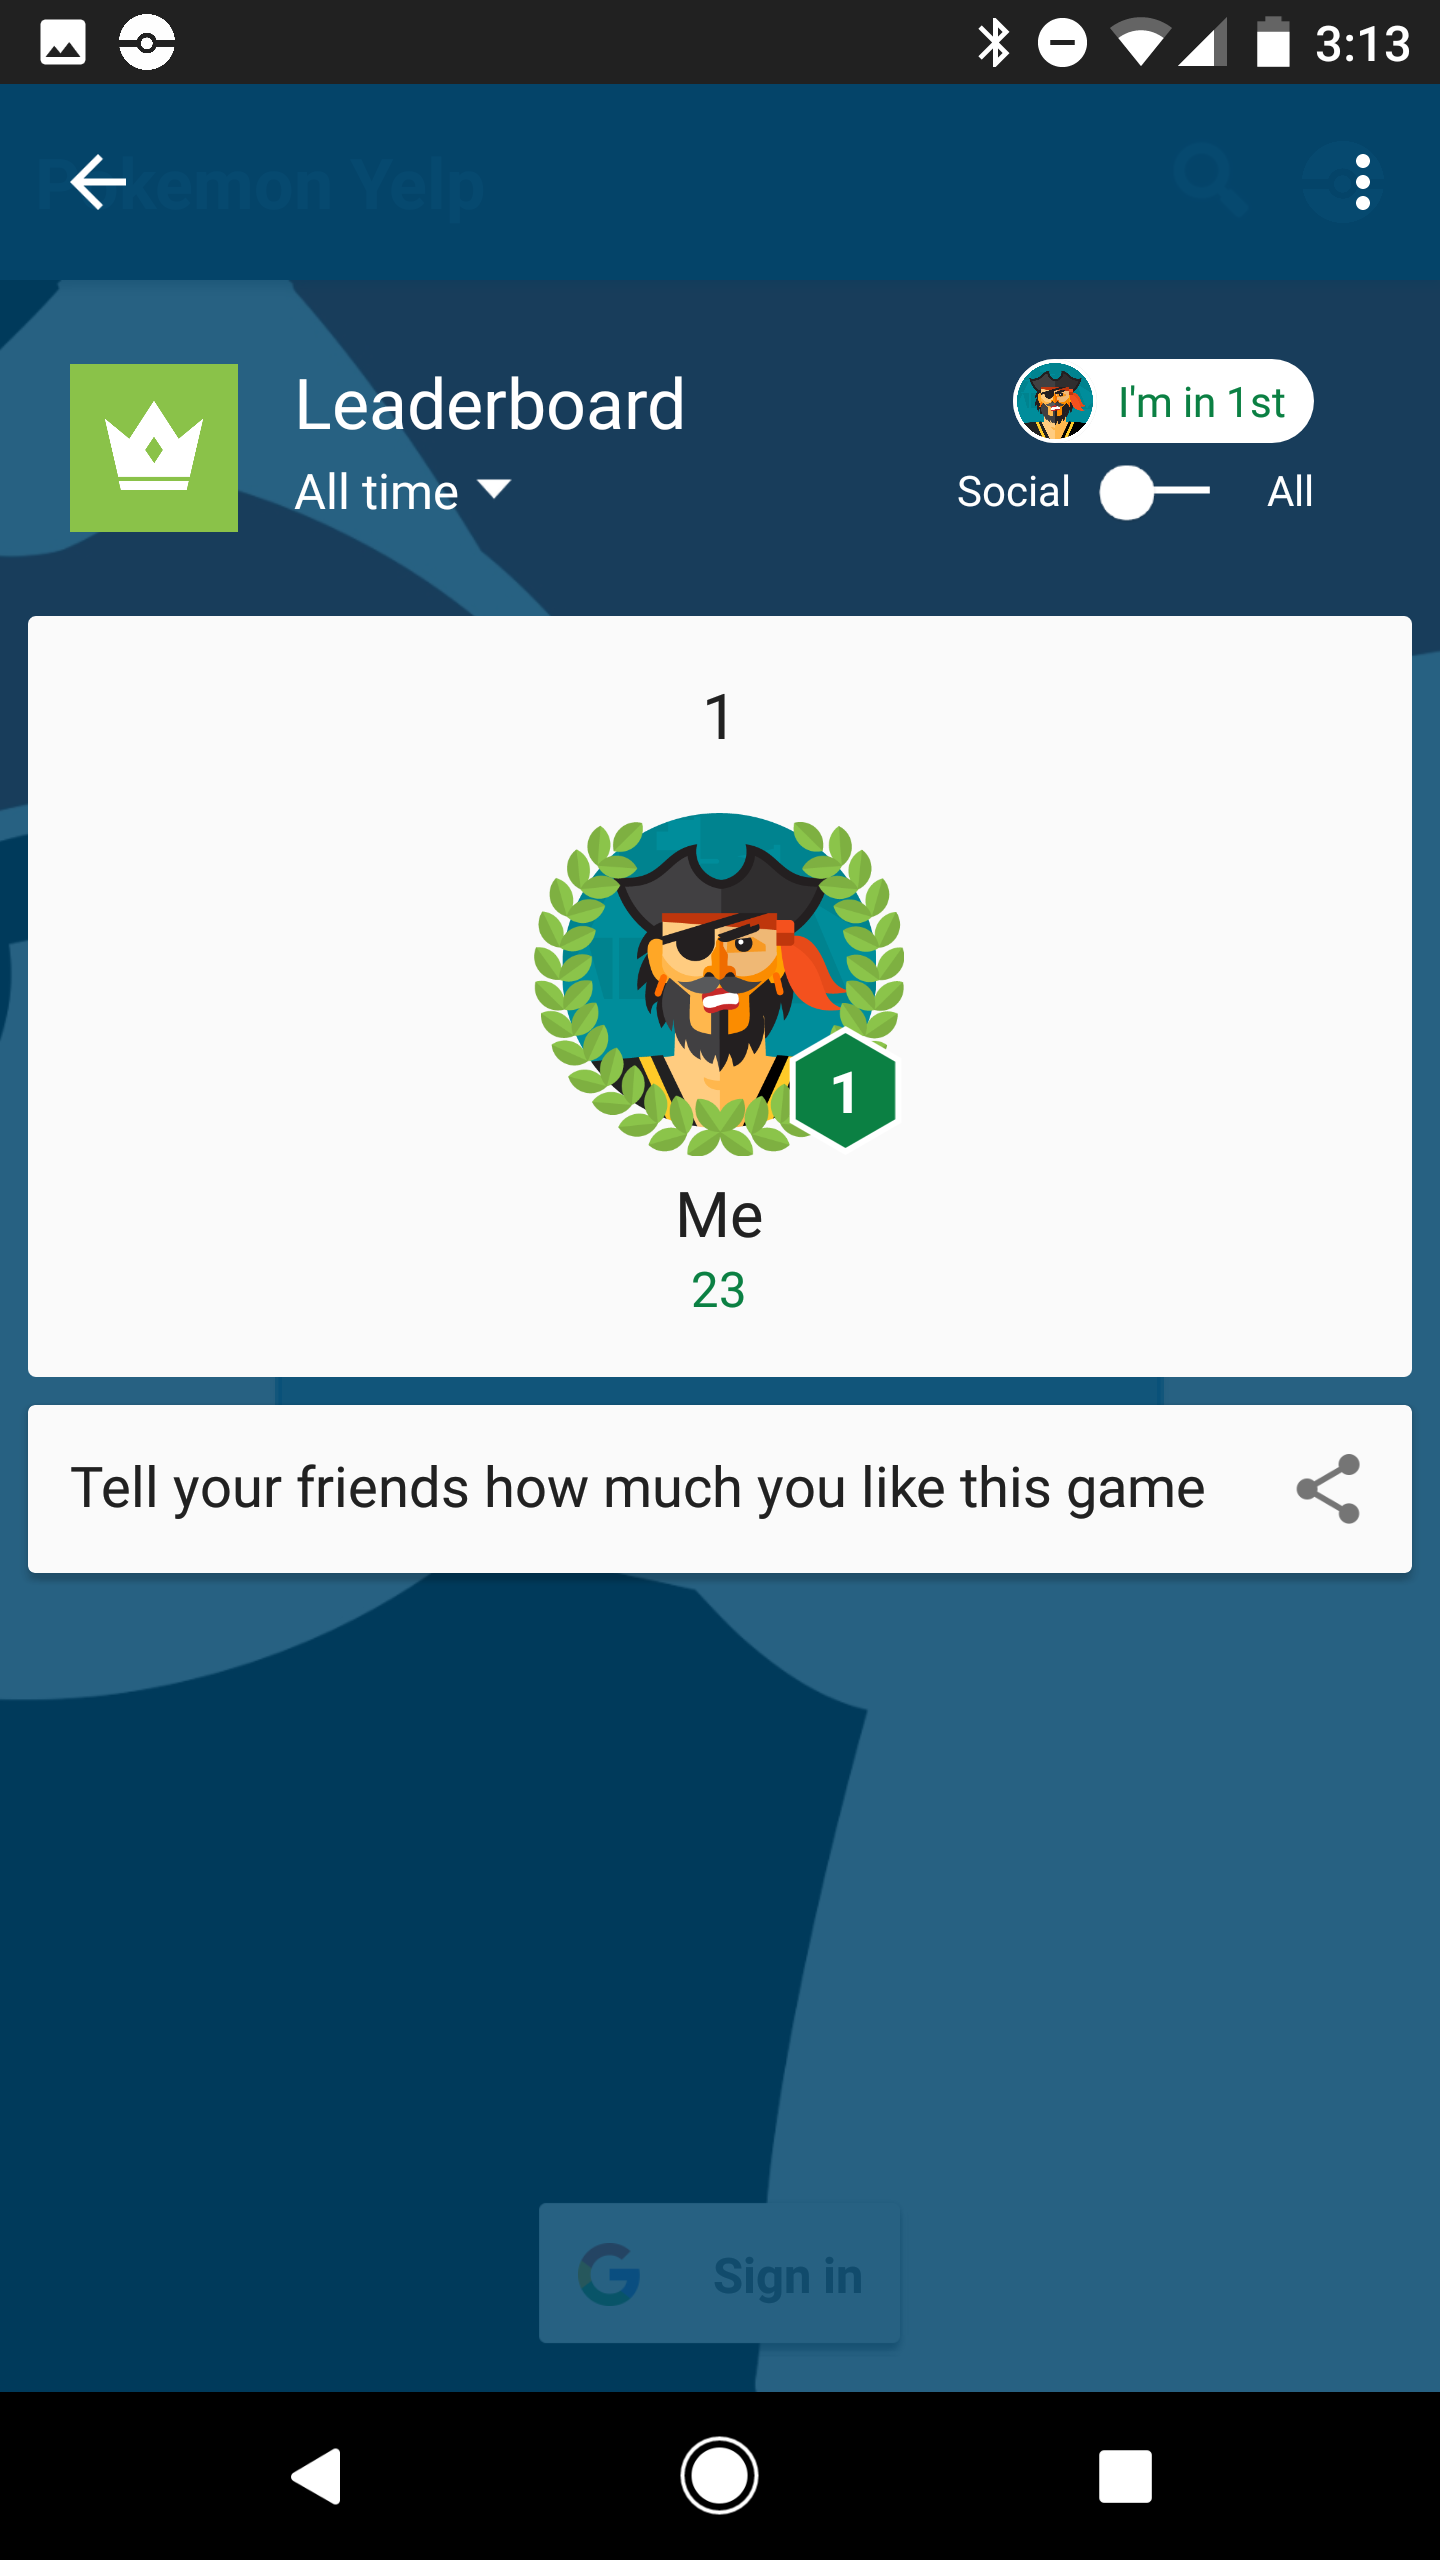 3:13
Pokemon Yelp
Leaderboard
I'm in 1st
All time
Social
All
1
1
Me
23
Tell your friends how much you like this game
Sign in